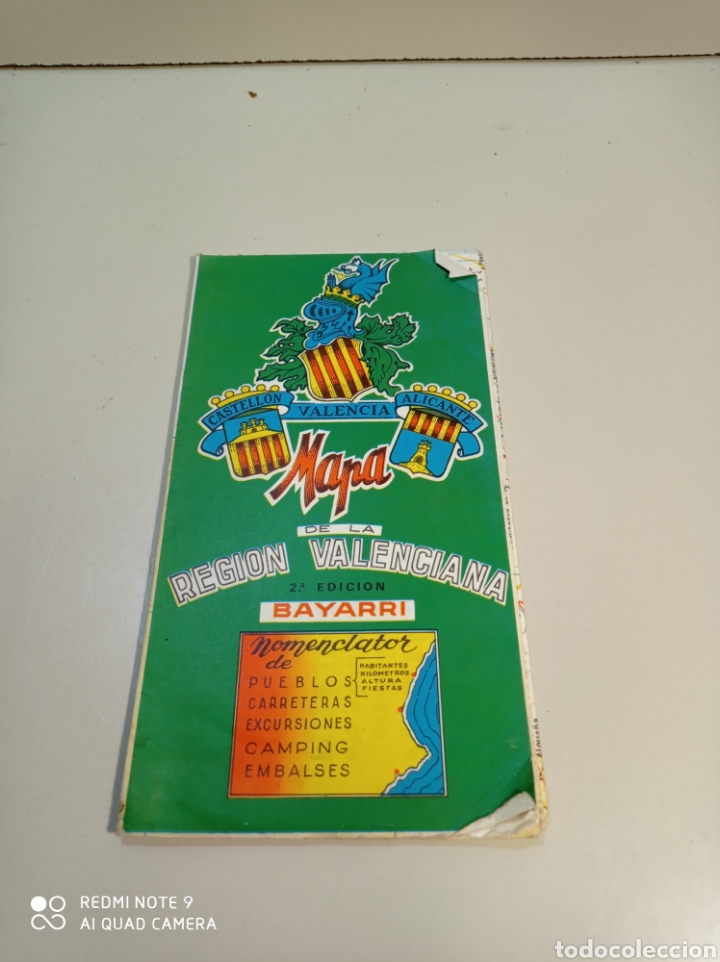 CASTELLON VALENCIA ALICANTE
Mapa
DE LA
REGION VALENCIANA
2.ª EDICION
BAYARRI
Nomenclator
de
PUEBLOS
HABITANTES
KILOMETROS
ALTURA
FIESTAS
CARRETERAS
EXCURSIONES
CAMPING
EMBALSES
REDMI NOTE 9
AI QUAD CAMERA
todocoleccion